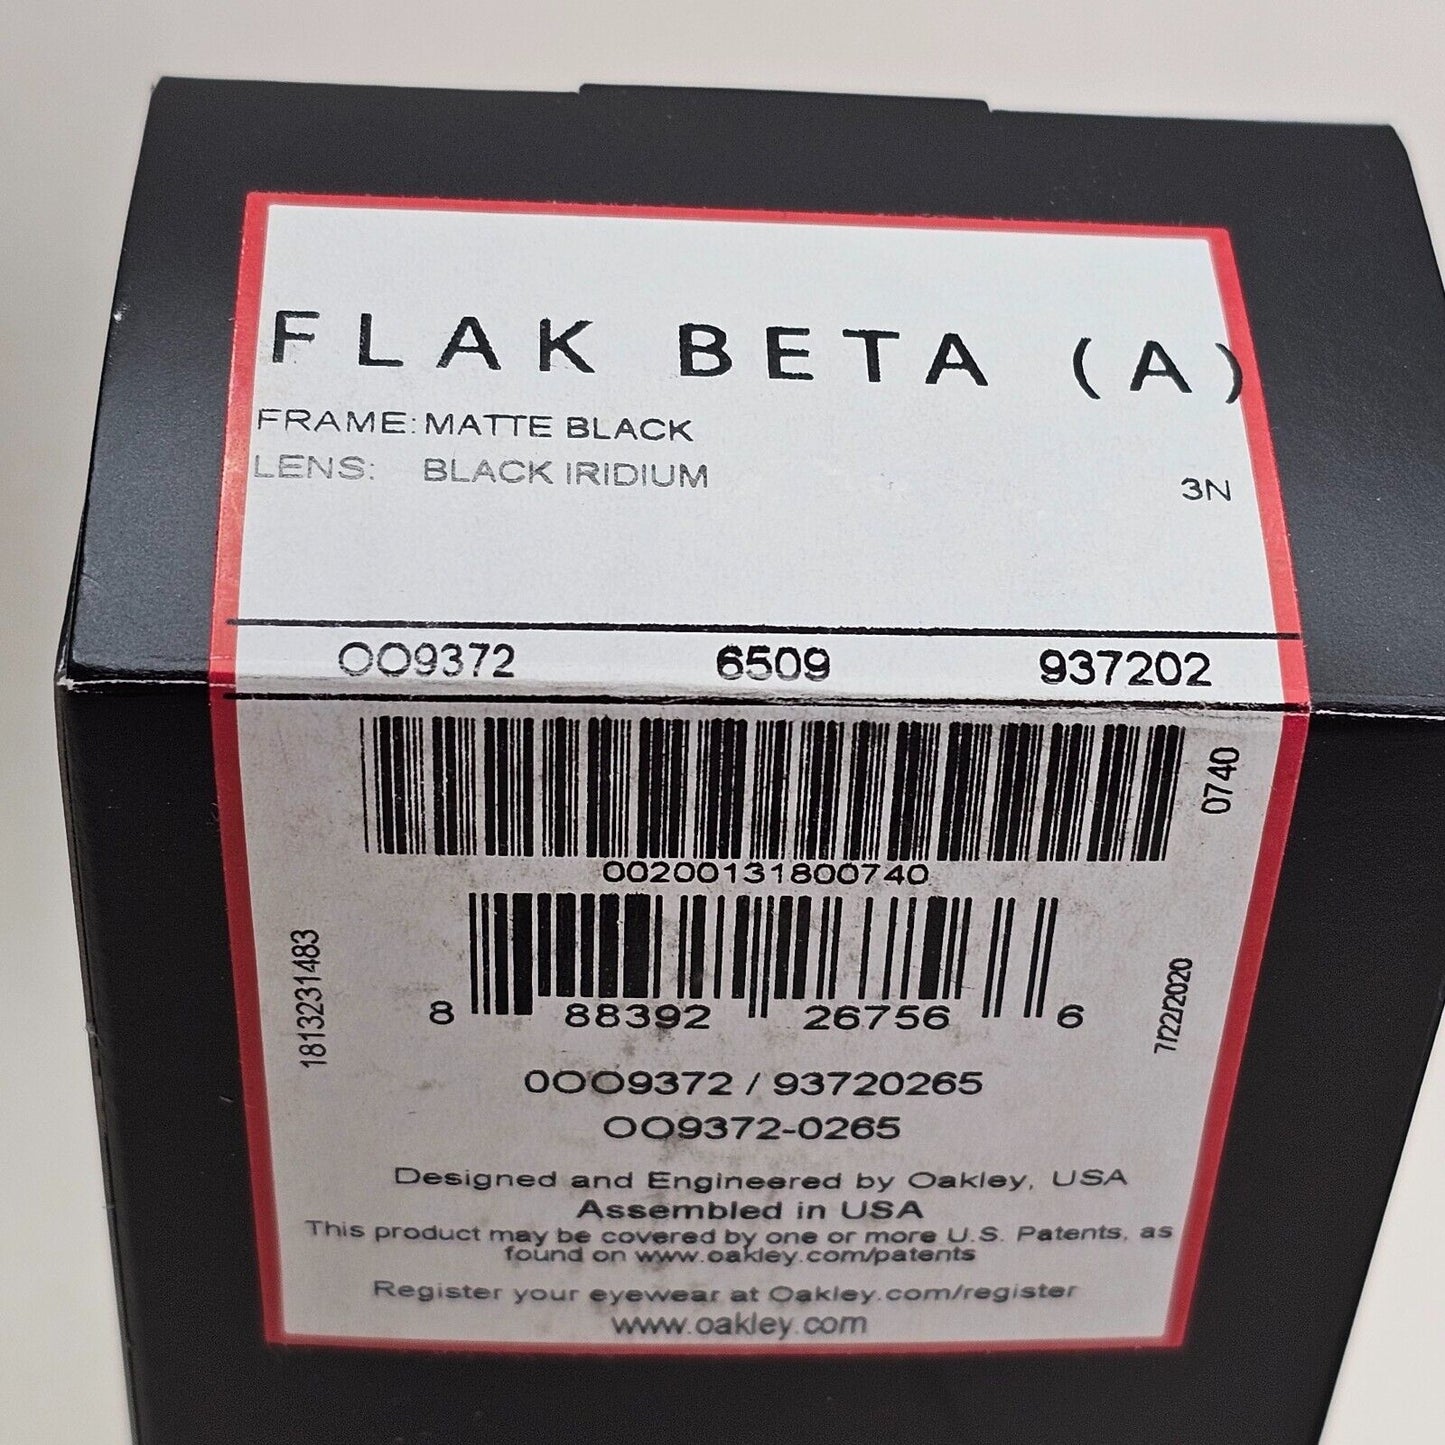 FLAK BETA (A)
FRAME: MATTE BLACK
LENS: BLACK IRIDIUM
3N
OO9372 6509 937202
0740
00200131800740
1813231483
7/22/2020
8 88392 26756 6
0OO9372 / 93720265
OO9372-0265
Designed and Engineered by Oakley, USA
Assembled in USA
This product may be covered by one or more U.S. Patents, as
found on www.oakley.com/patents
Register your eyewear at Oakley.com/register
www.oakley.com